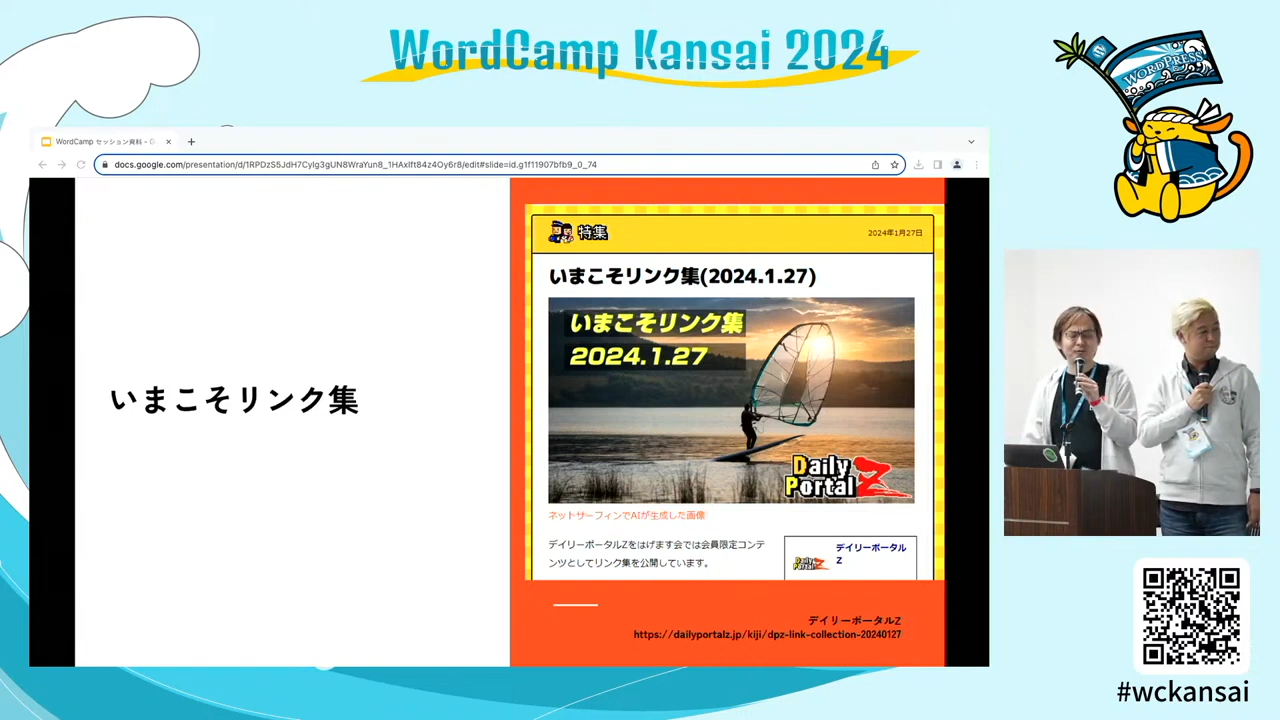 WordCamp Kansai 2024
WORDPRESS
WordCamp セッション資料 - G
docs.google.com/presentation/d/1RPDzS5JdH7CyIg3gUN8WraYun8_1HAxIft84z4Oy6r8/edit#slide=id.g1f11907bfb9_0_74
いまこそリンク集
特集
2024年1月27日
いまこそリンク集(2024.1.27)
いまこそリンク集
2024.1.27
Daily
Portal Z
ネットサーフィンでAIが生成した画像
デイリーポータルZをはげます会では会員限定コンテ
ンツとしてリンク集を公開しています。
デイリーポータル
Z
デイリーポータルZ
https://dailyportalz.jp/kiji/dpz-link-collection-20240127
#wckansai